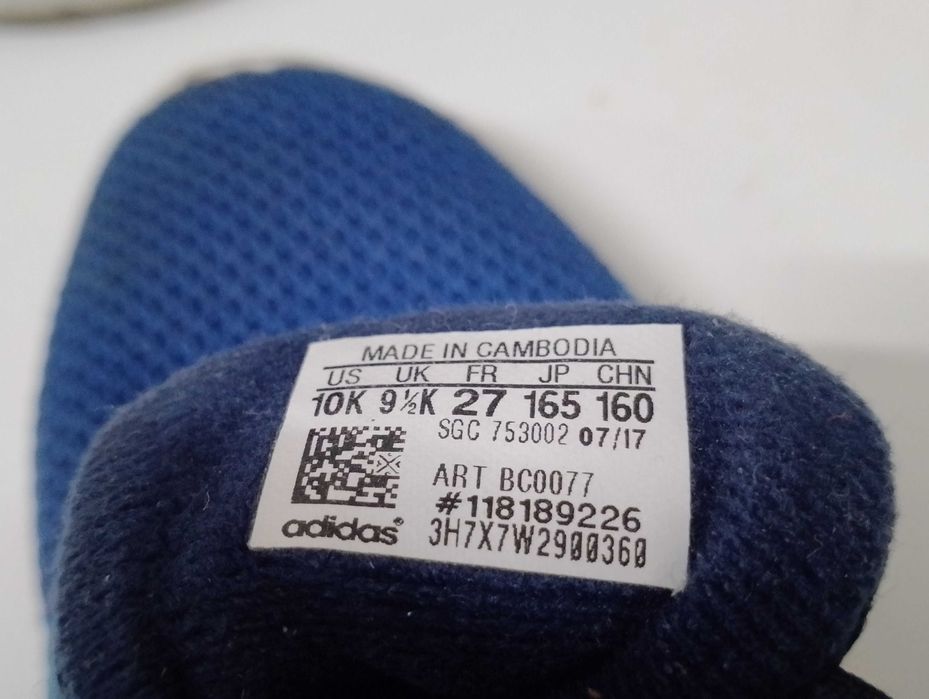 MADE IN CAMBODIA
US UK FR JP CHN
10K 9½K 27 165 160
SGC 753002 07/17
ART BC0077
#118189226
adidas® 3H7X7W2900360